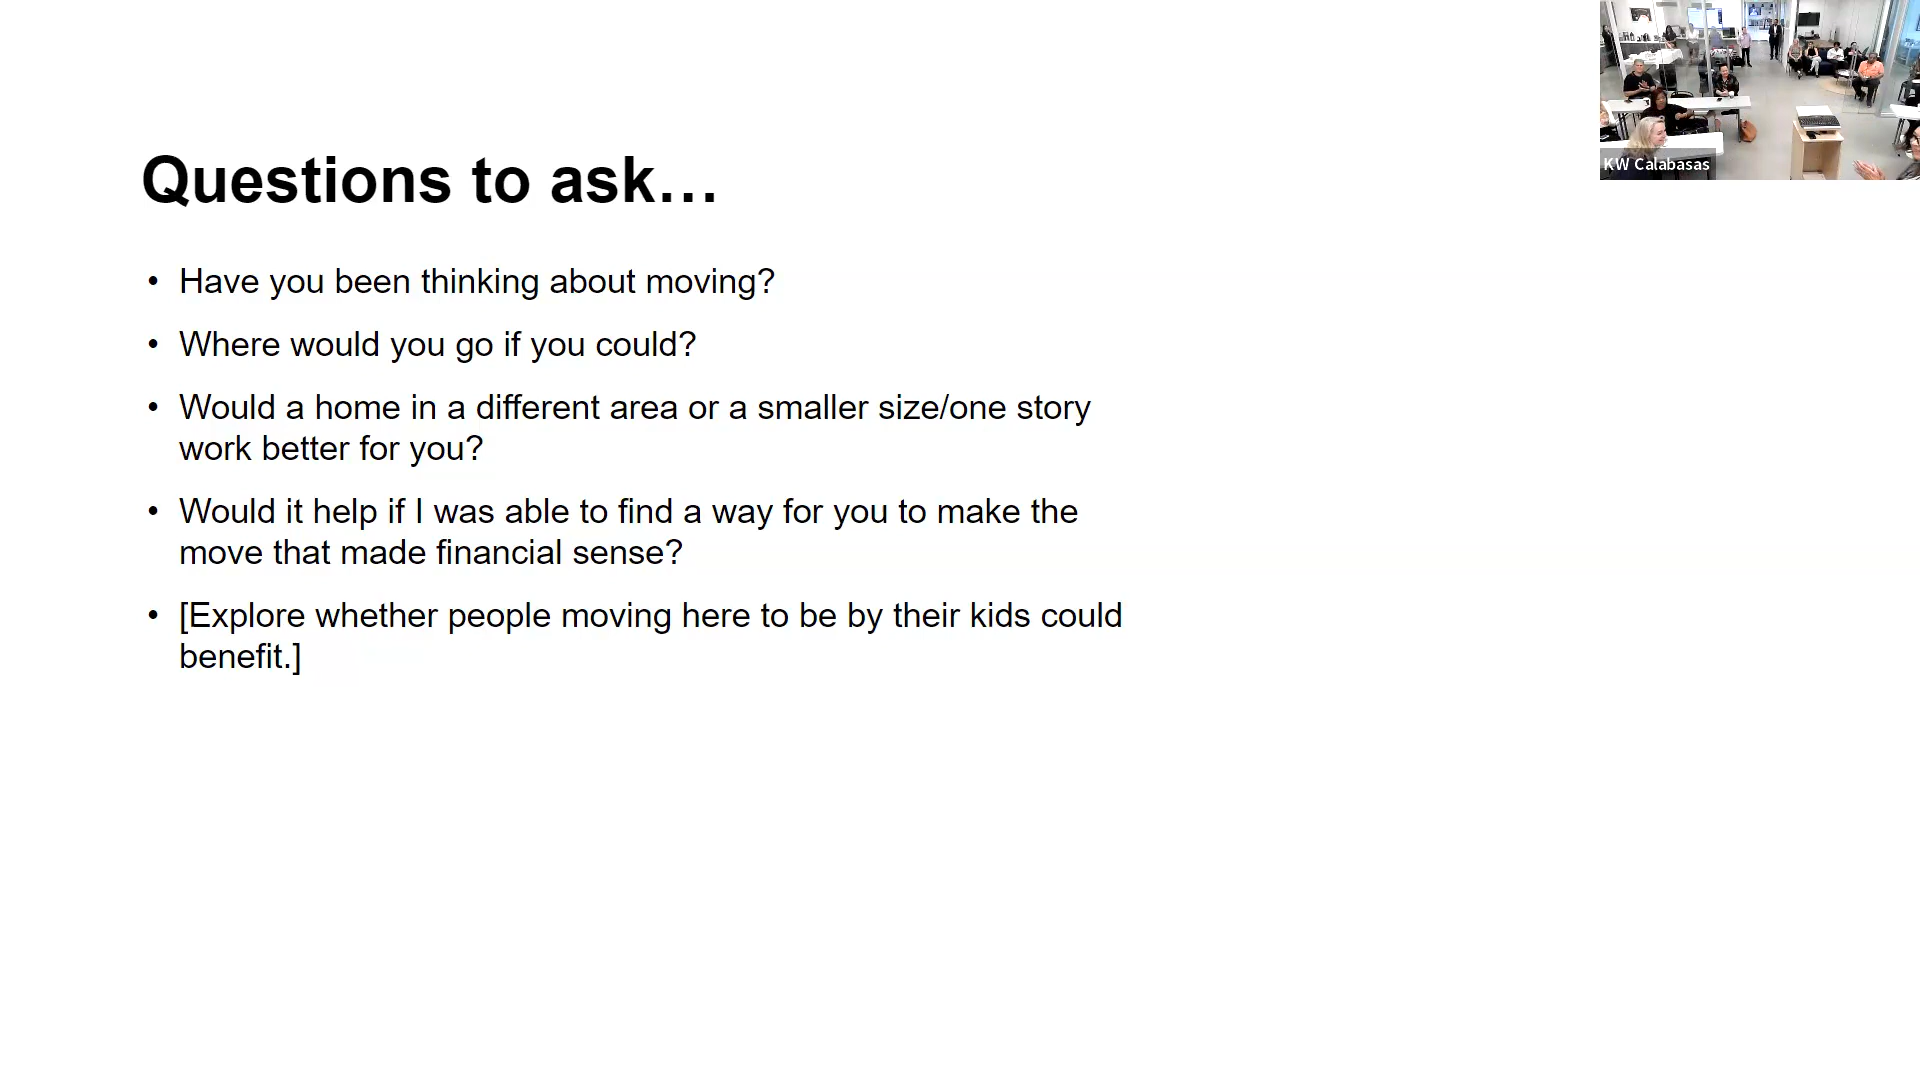 Questions to ask…
• Have you been thinking about moving?
• Where would you go if you could?
• Would a home in a different area or a smaller size/one story
work better for you?
• Would it help if I was able to find a way for you to make the
move that made financial sense?
• [Explore whether people moving here to be by their kids could
benefit.]
KW Calabasas